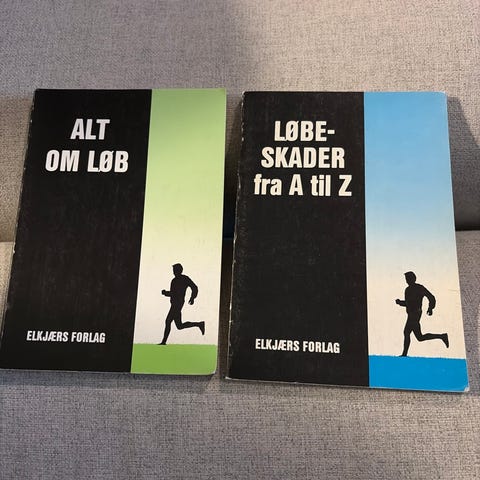 ALT
OM LØB
ELKJÆRS FORLAG
LØBE-
SKADER
fra A til Z
ELKJÆRS FORLAG